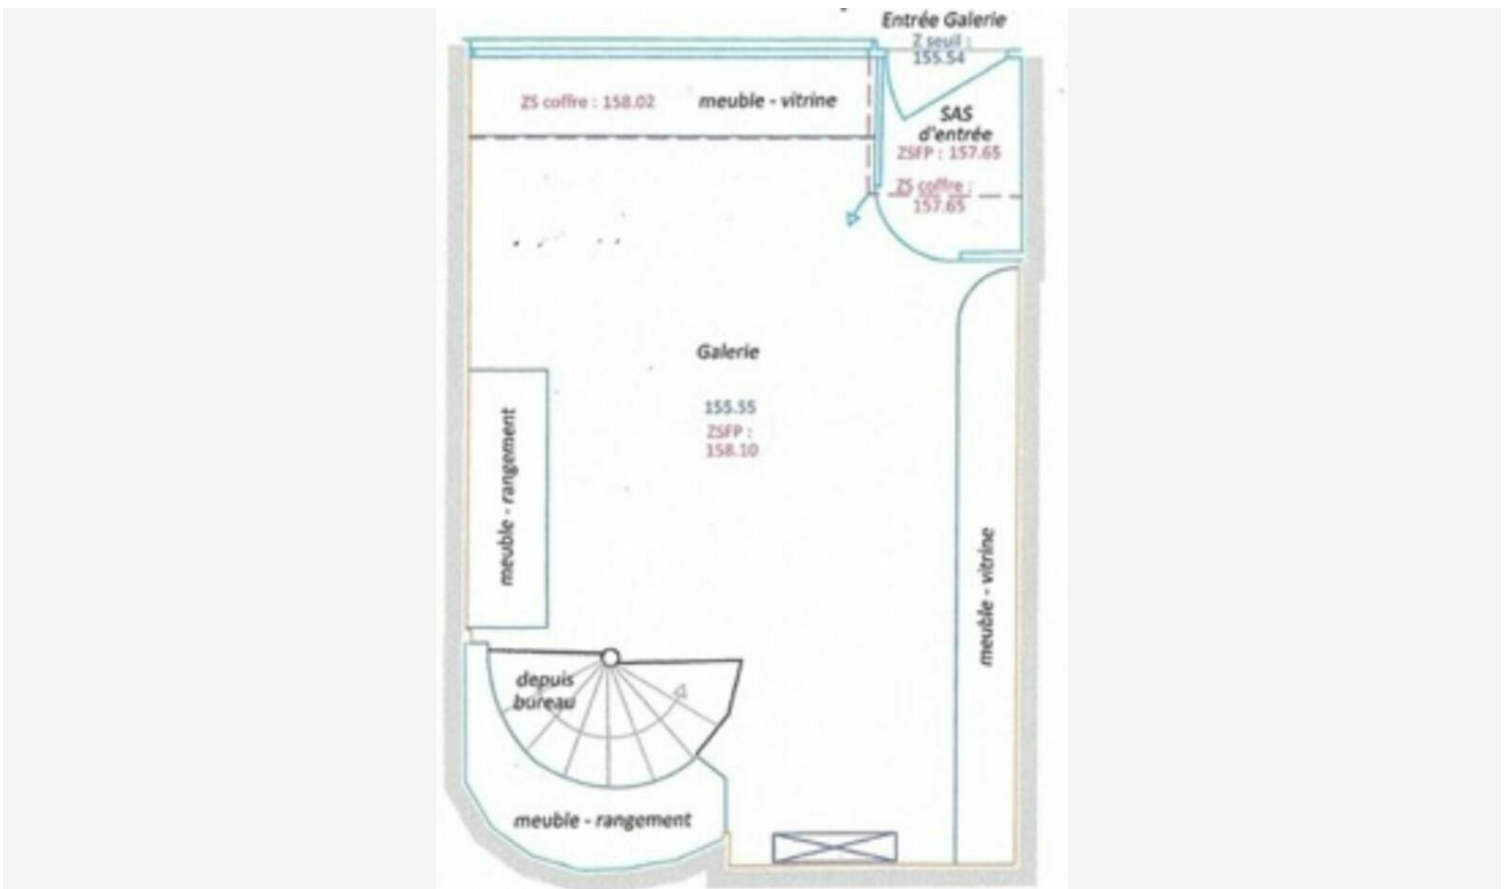 Entrée Galerie
Z seuil :
155.54
ZS coffre : 158.02
meuble - vitrine
SAS
d'entrée
ZSFP : 157.65
ZS coffre :
157.65
Galerie
155.55
ZSFP :
158.10
meuble - rangement
meuble - vitrine
depuis
bureau
meuble - rangement